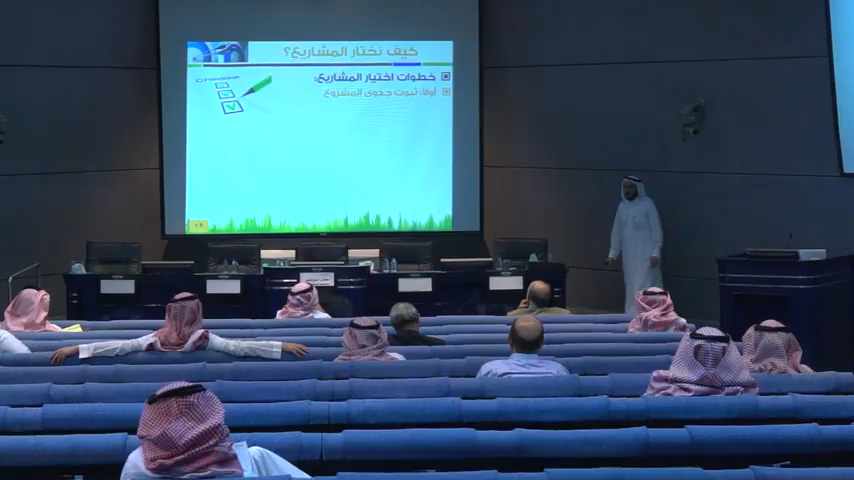 كيف نختار المشاريع؟
خطوات اختيار المشاريع:
أولا: ثبوت جدوى المشروع